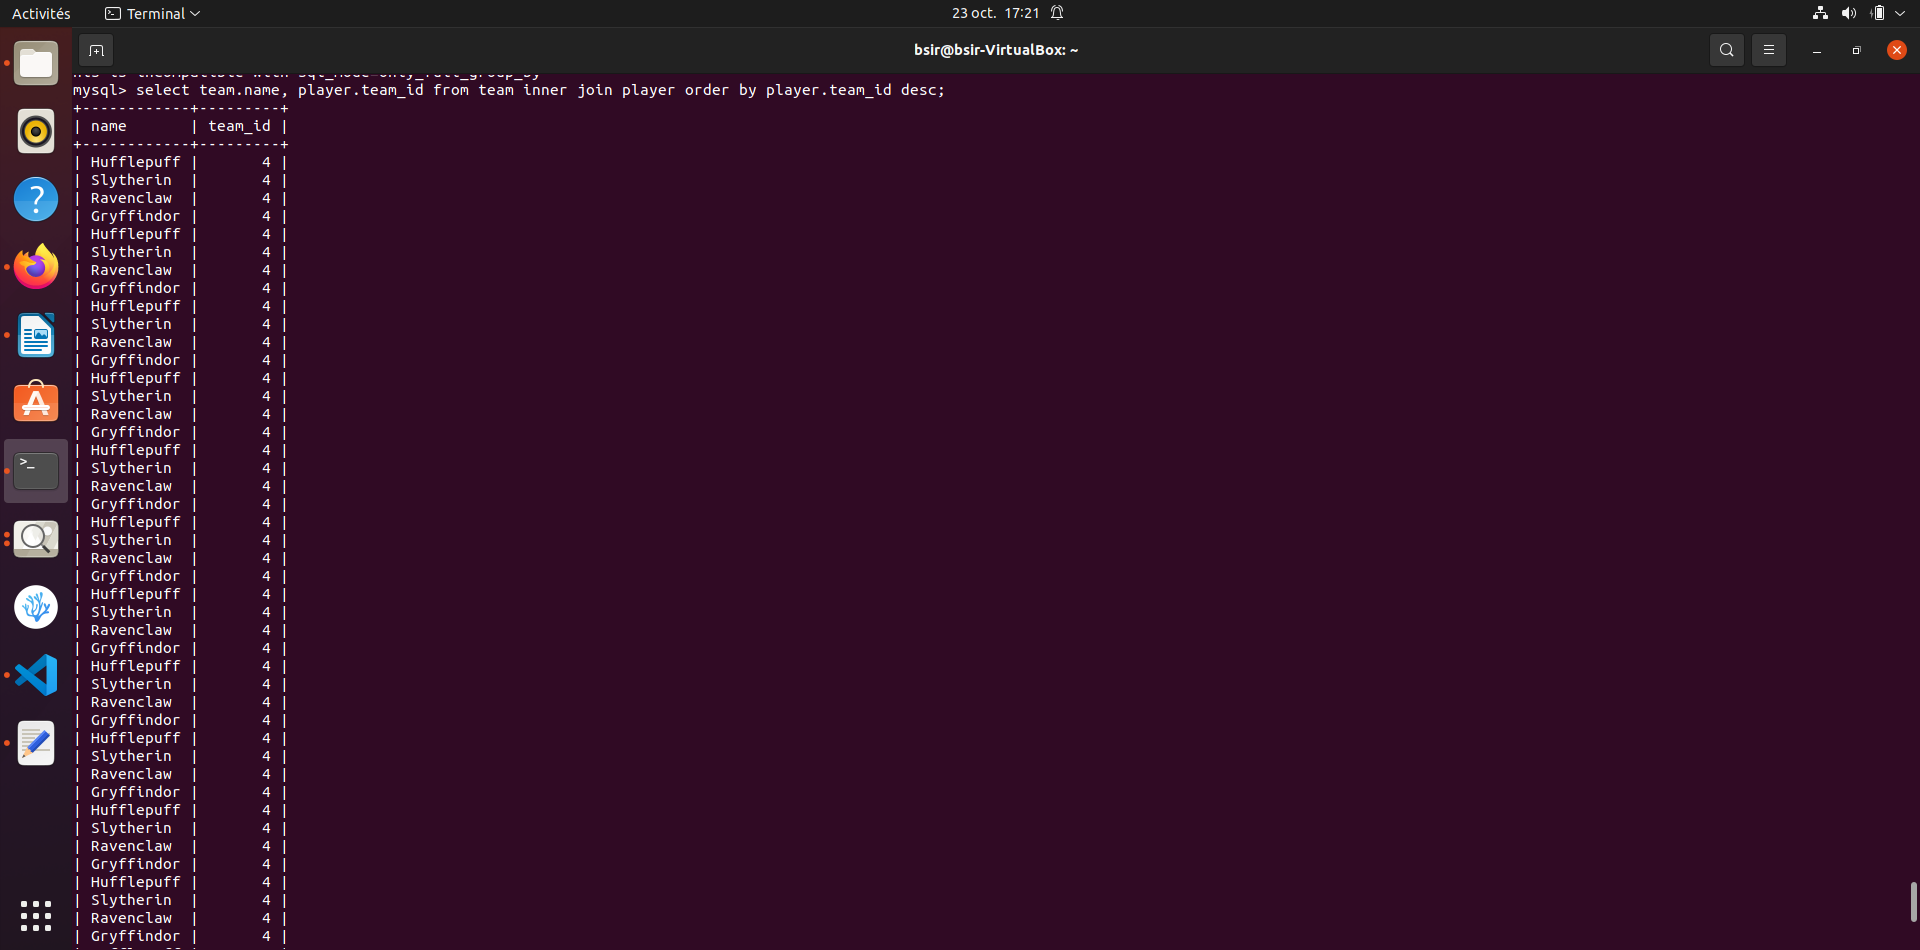 Activités
Terminal
23 oct. 17:21
bsir@bsir-VirtualBox: ~
mysql> select team.name, player.team_id from team inner join player order by player.team_id desc;
+------------+---------+
| name       | team_id |
+------------+---------+
| Hufflepuff |       4 |
| Slytherin  |       4 |
| Ravenclaw  |       4 |
| Gryffindor |       4 |
| Hufflepuff |       4 |
| Slytherin  |       4 |
| Ravenclaw  |       4 |
| Gryffindor |       4 |
| Hufflepuff |       4 |
| Slytherin  |       4 |
| Ravenclaw  |       4 |
| Gryffindor |       4 |
| Hufflepuff |       4 |
| Slytherin  |       4 |
| Ravenclaw  |       4 |
| Gryffindor |       4 |
| Hufflepuff |       4 |
| Slytherin  |       4 |
| Ravenclaw  |       4 |
| Gryffindor |       4 |
| Hufflepuff |       4 |
| Slytherin  |       4 |
| Ravenclaw  |       4 |
| Gryffindor |       4 |
| Hufflepuff |       4 |
| Slytherin  |       4 |
| Ravenclaw  |       4 |
| Gryffindor |       4 |
| Hufflepuff |       4 |
| Slytherin  |       4 |
| Ravenclaw  |       4 |
| Gryffindor |       4 |
| Hufflepuff |       4 |
| Slytherin  |       4 |
| Ravenclaw  |       4 |
| Gryffindor |       4 |
| Hufflepuff |       4 |
| Slytherin  |       4 |
| Ravenclaw  |       4 |
| Gryffindor |       4 |
| Hufflepuff |       4 |
| Slytherin  |       4 |
| Ravenclaw  |       4 |
| Gryffindor |       4 |